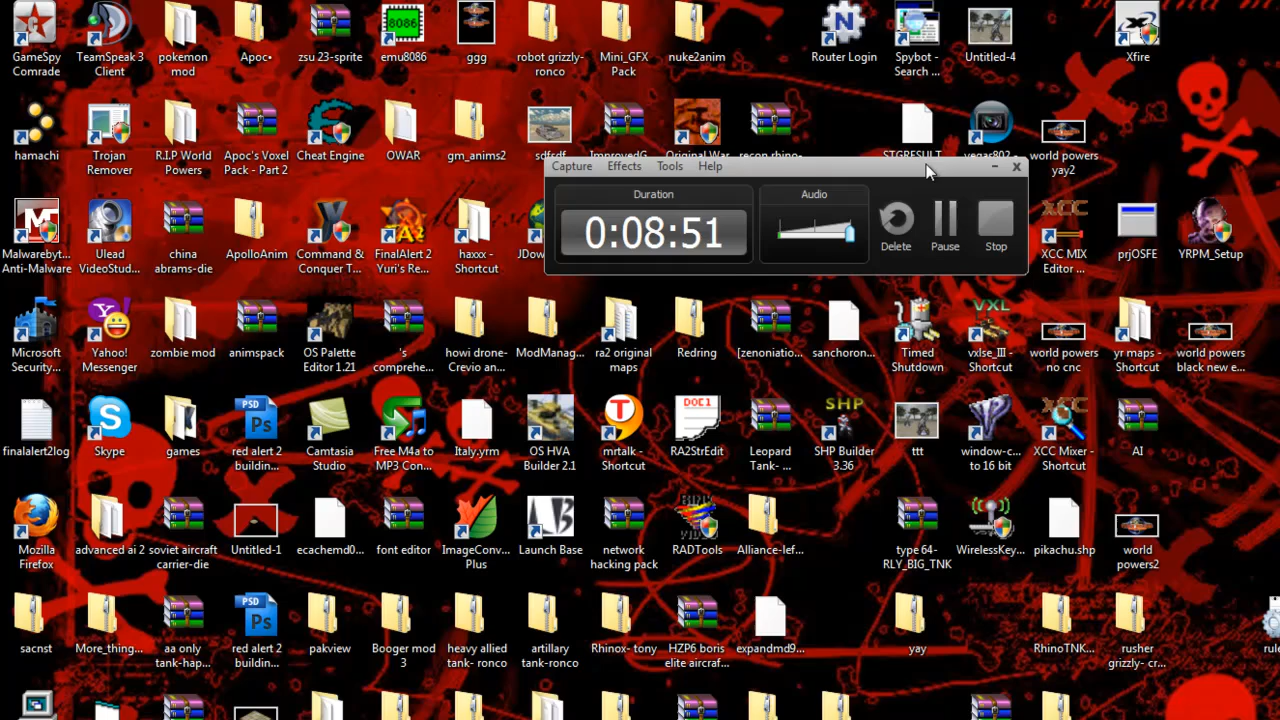 GameSpy Comrade
TeamSpeak 3 Client
pokemon mod
Apoc•
zsu 23-sprite
emu8086
ggg
robot grizzly-ronco
Mini_GFX Pack
nuke2anim
Router Login
Spybot - Search ...
Untitled-4
Xfire
hamachi
Trojan Remover
R.I.P World Powers
Apoc's Voxel Pack - Part 2
Cheat Engine
OWAR
gm_anims2
sdfsdf
ImprovedG
Original War
recon rhino-
STGRESULT
vegas802
world powers yay2
Capture Effects Tools Help
Duration
0:08:51
Audio
Delete
Pause
Stop
Malwarebyt... Anti-Malware
Ulead VideoStud...
china abrams-die
ApolloAnim
Command & Conquer T...
FinalAlert 2 Yuri's Re...
haxxx - Shortcut
JDow
XCC MIX Editor ...
prjOSFE
YRPM_Setup
Microsoft Security...
Yahoo! Messenger
zombie mod
animspack
OS Palette Editor 1.21
's comprehe...
howi drone- Crevio an...
ModManag...
ra2 original maps
Redring
[zenoniatio...
sanchoron...
Timed Shutdown
vxlse_III - Shortcut
world powers no cnc
yr maps - Shortcut
world powers black new e...
finalalert2log
Skype
games
red alert 2 buildin...
Camtasia Studio
Free M4a to MP3 Con...
Italy.yrm
OS HVA Builder 2.1
mrtalk - Shortcut
RA2StrEdit
Leopard Tank- ...
SHP Builder 3.36
ttt
window-c... to 16 bit
XCC Mixer - Shortcut
AI
Mozilla Firefox
advanced ai 2
soviet aircraft carrier-die
Untitled-1
ecachemd0...
font editor
ImageConv... Plus
Launch Base
network hacking pack
RADTools
Alliance-lef...
type 64- RLY_BIG_TNK
WirelessKey...
pikachu.shp
world powers2
sacnst
More_thing...
aa only tank-hap...
red alert 2 buildin...
pakview
Booger mod 3
heavy allied tank- ronco
artillary tank-ronco
Rhinox- tony
HZP6 boris elite aircraf...
expandmd9...
yay
RhinoTNK...
rusher grizzly- cr...
rule